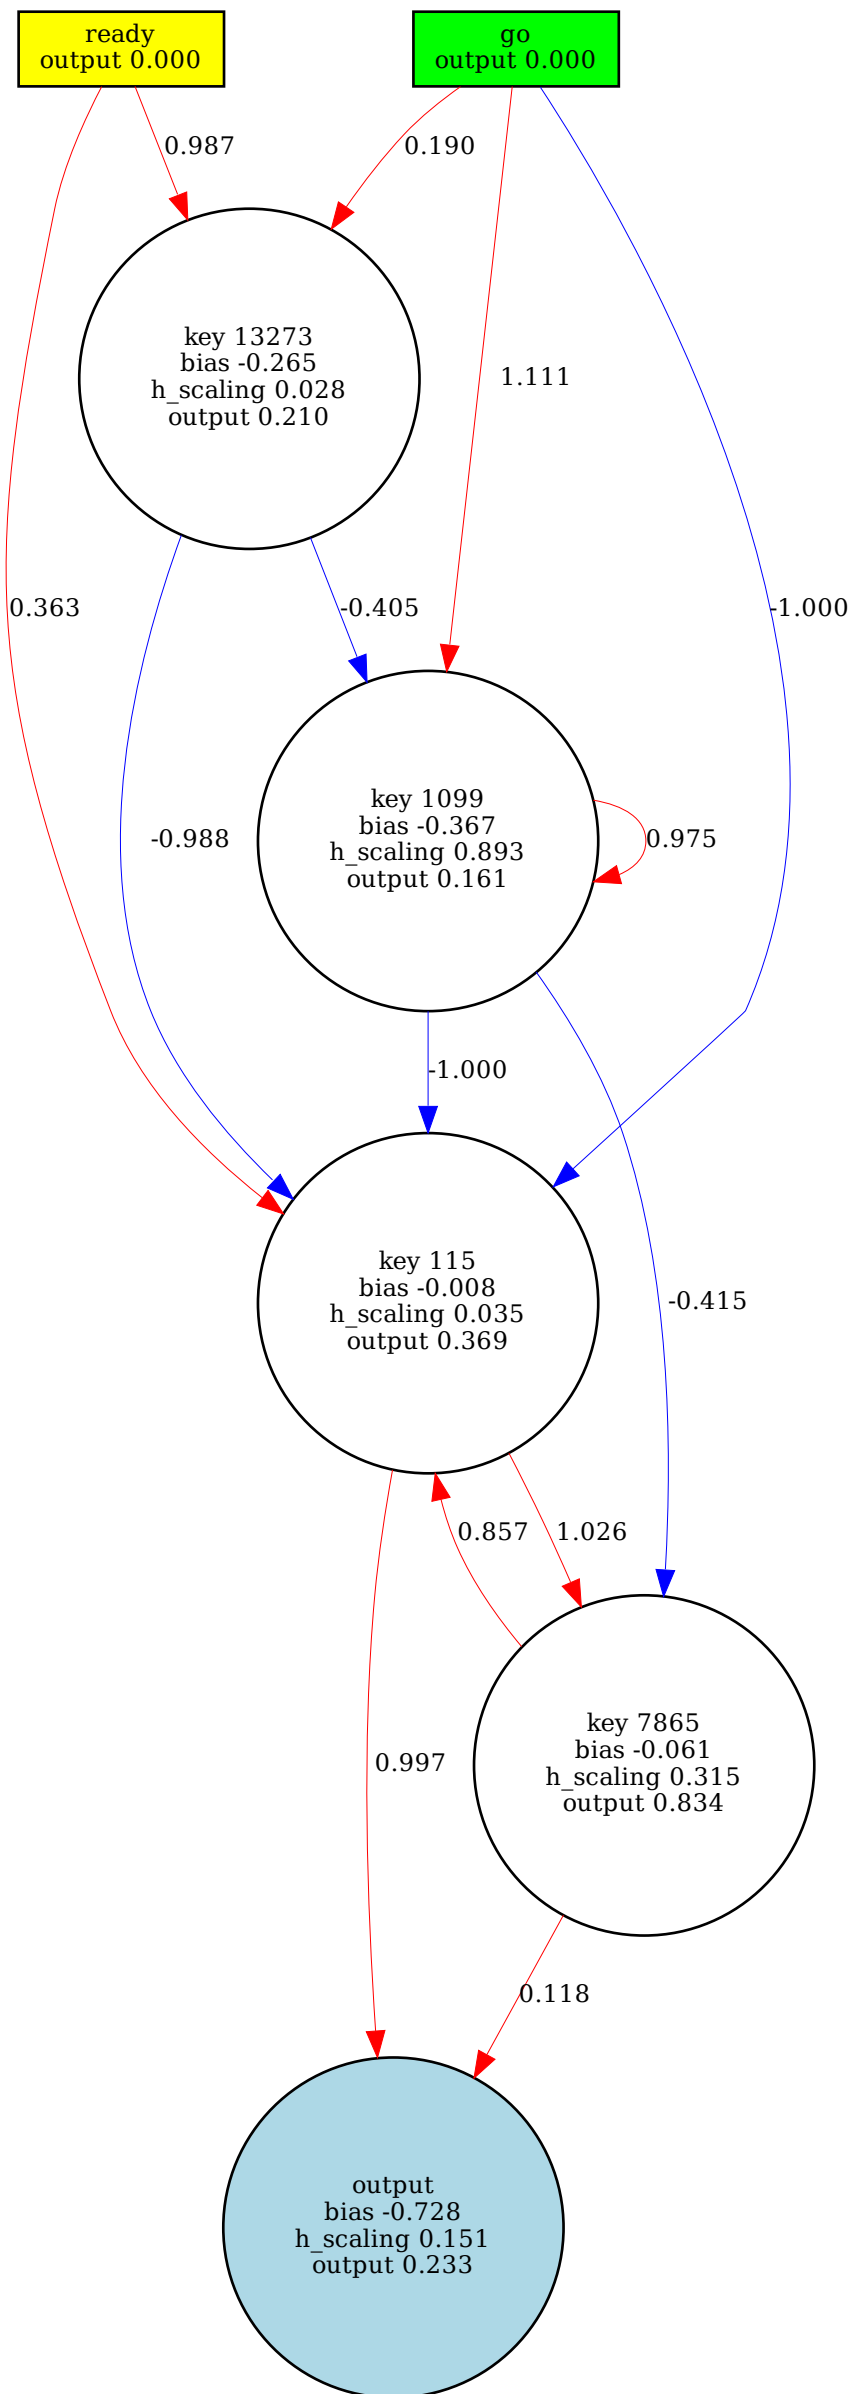 ready
output 0.000
go
output 0.000
0.987
0.190
key 13273
bias -0.265
h_scaling 0.028
output 0.210
1.111
0.363
-0.405
-1.000
key 1099
bias -0.367
h_scaling 0.893
output 0.161
-0.988
0.975
-1.000
key 115
bias -0.008
h_scaling 0.035
output 0.369
-0.415
0.857
1.026
key 7865
bias -0.061
h_scaling 0.315
output 0.834
0.997
0.118
output
bias -0.728
h_scaling 0.151
output 0.233